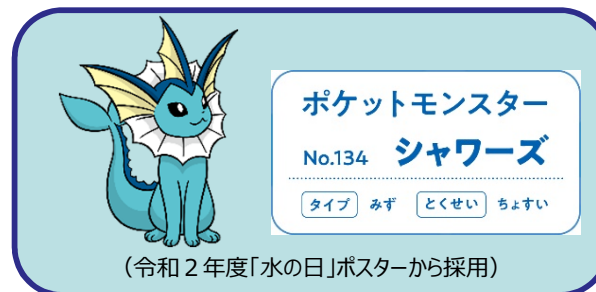 ポケットモンスター
No.134 シャワーズ
タイプ みず とくせい ちょすい
(令和2年度「水の日」ポスターから採用)